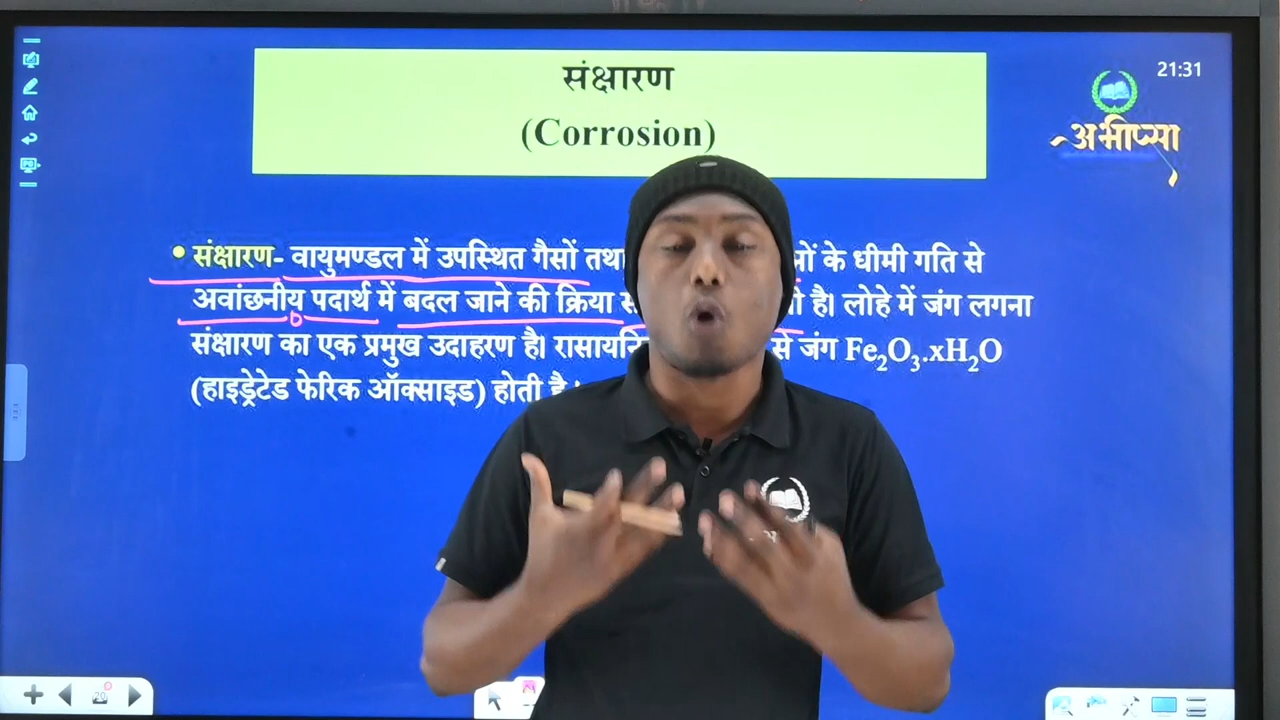 संक्षारण
(Corrosion)
21:31
अभीप्सा
• संक्षारण- वायुमण्डल में उपस्थित गैसों तथा के धीमी गति से
अवांछनीय पदार्थ में बदल जाने की क्रिया है। लोहे में जंग लगना
संक्षारण का एक प्रमुख उदाहरण है। से जंग Fe₂O₃.xH₂O
(हाइड्रेटेड फेरिक ऑक्साइड) होती है
20